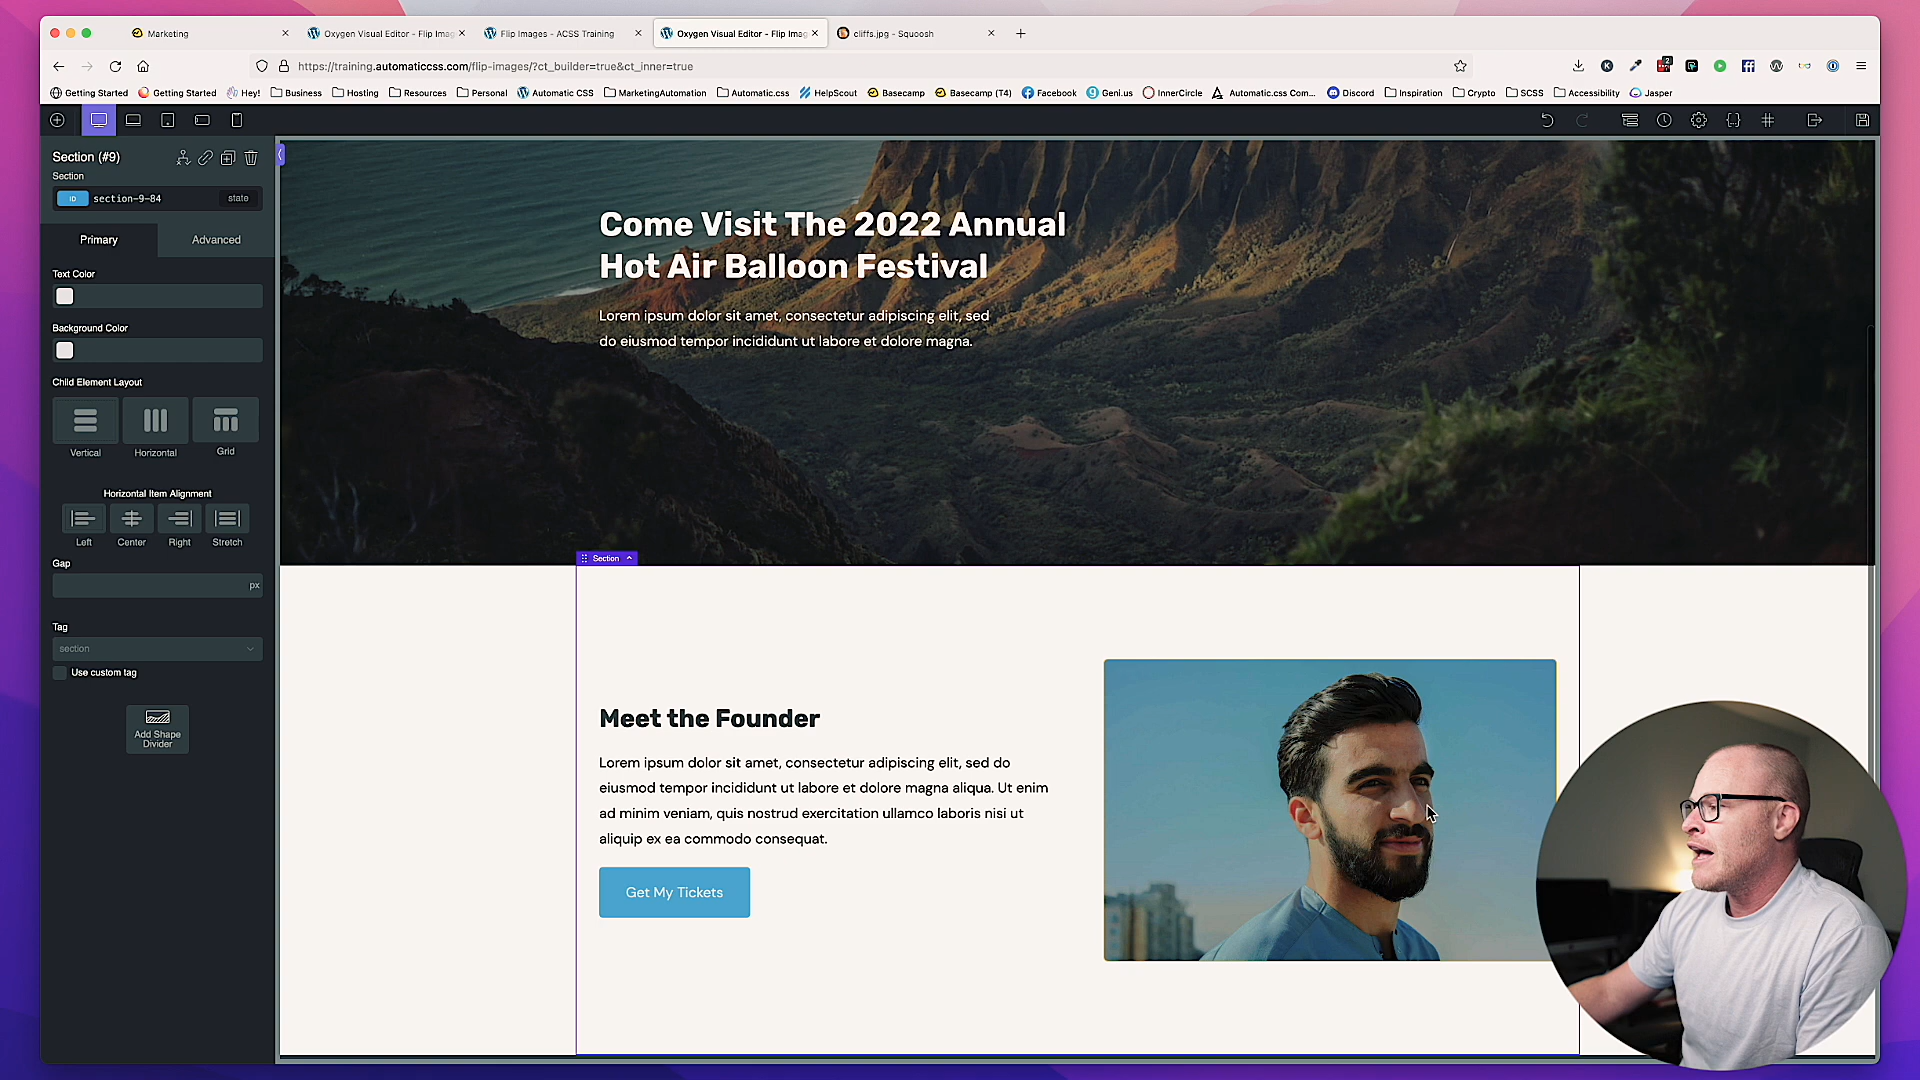 Marketing
Oxygen Visual Editor - Flip Imag
Flip Images - ACSS Training
Oxygen Visual Editor - Flip Imag
cliffs.jpg - Squoosh
https://training.automaticcss.com/flip-images/?ct_builder=true&ct_inner=true
2
Getting Started
Getting Started
Hey!
Business
Hosting
Resources
Personal
Automatic CSS
MarketingAutomation
Automatic.css
HelpScout
Basecamp
Basecamp (T4)
Facebook
Geni.us
InnerCircle
Automatic.css Com...
Discord
Inspiration
Crypto
SCSS
Accessibility
Jasper
Section (#9)
Section
ID section-9-84 state
Primary Advanced
Text Color
Background Color
Child Element Layout
Vertical Horizontal Grid
Horizontal Item Alignment
Left Center Right Stretch
Gap
px
Tag
section
Use custom tag
Add Shape
Divider
Come Visit The 2022 Annual
Hot Air Balloon Festival
Lorem ipsum dolor sit amet, consectetur adipiscing elit, sed
do eiusmod tempor incididunt ut labore et dolore magna.
Section
Meet the Founder
Lorem ipsum dolor sit amet, consectetur adipiscing elit, sed do
eiusmod tempor incididunt ut labore et dolore magna aliqua. Ut enim
ad minim veniam, quis nostrud exercitation ullamco laboris nisi ut
aliquip ex ea commodo consequat.
Get My Tickets